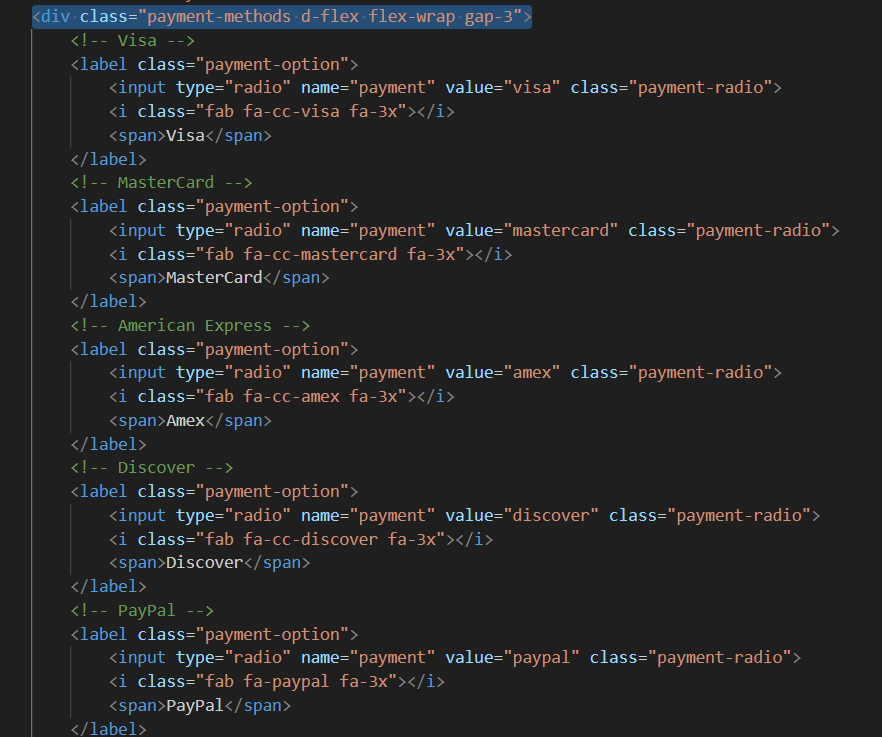 <div class="payment-methods d-flex flex-wrap gap-3">
<!-- Visa -->
<label class="payment-option">
<input type="radio" name="payment" value="visa" class="payment-radio">
<i class="fab fa-cc-visa fa-3x"></i>
<span>Visa</span>
</label>
<!-- MasterCard -->
<label class="payment-option">
<input type="radio" name="payment" value="mastercard" class="payment-radio">
<i class="fab fa-cc-mastercard fa-3x"></i>
<span>MasterCard</span>
</label>
<!-- American Express -->
<label class="payment-option">
<input type="radio" name="payment" value="amex" class="payment-radio">
<i class="fab fa-cc-amex fa-3x"></i>
<span>Amex</span>
</label>
<!-- Discover -->
<label class="payment-option">
<input type="radio" name="payment" value="discover" class="payment-radio">
<i class="fab fa-cc-discover fa-3x"></i>
<span>Discover</span>
</label>
<!-- PayPal -->
<label class="payment-option">
<input type="radio" name="payment" value="paypal" class="payment-radio">
<i class="fab fa-paypal fa-3x"></i>
<span>PayPal</span>
</label>